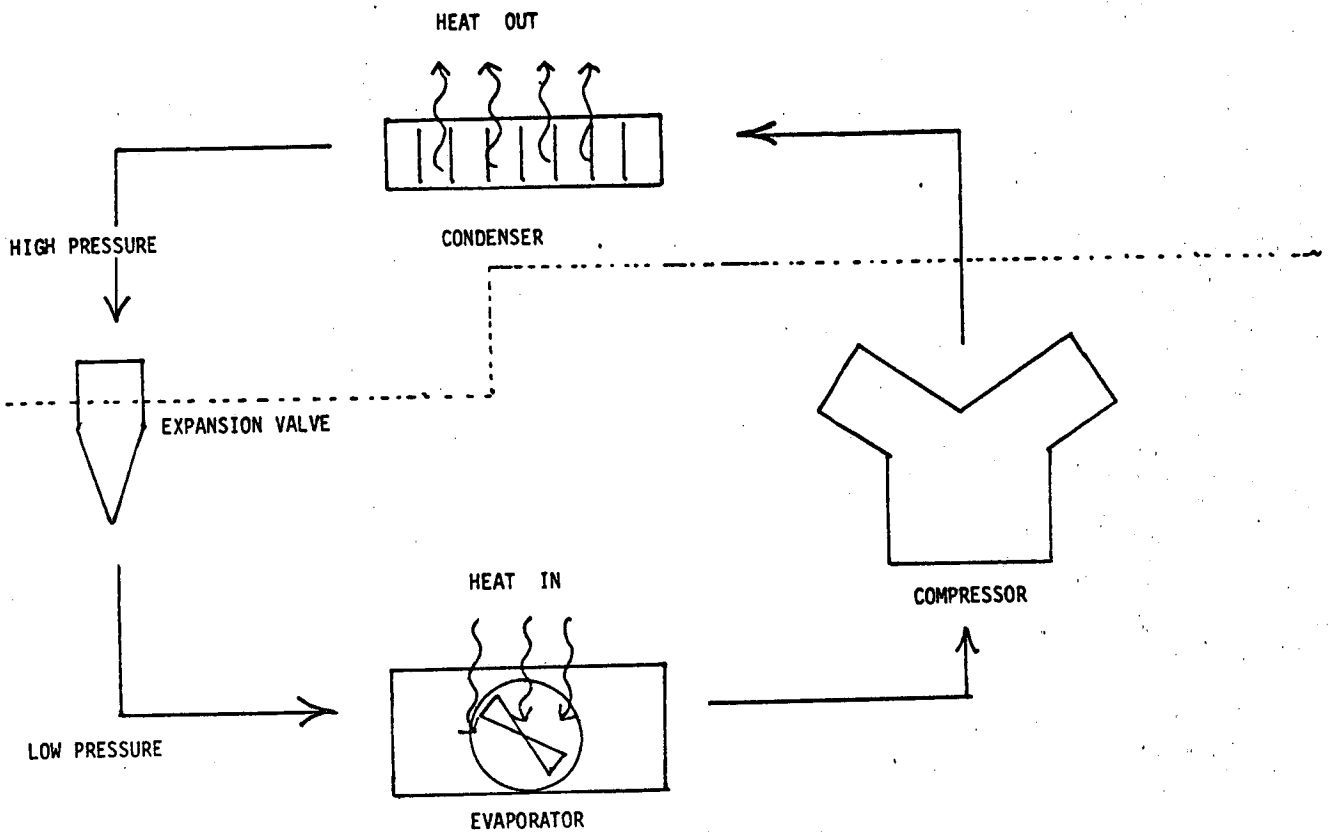 HEAT OUT
CONDENSER
HIGH PRESSURE
EXPANSION VALVE
HEAT IN
COMPRESSOR
LOW PRESSURE
EVAPORATOR